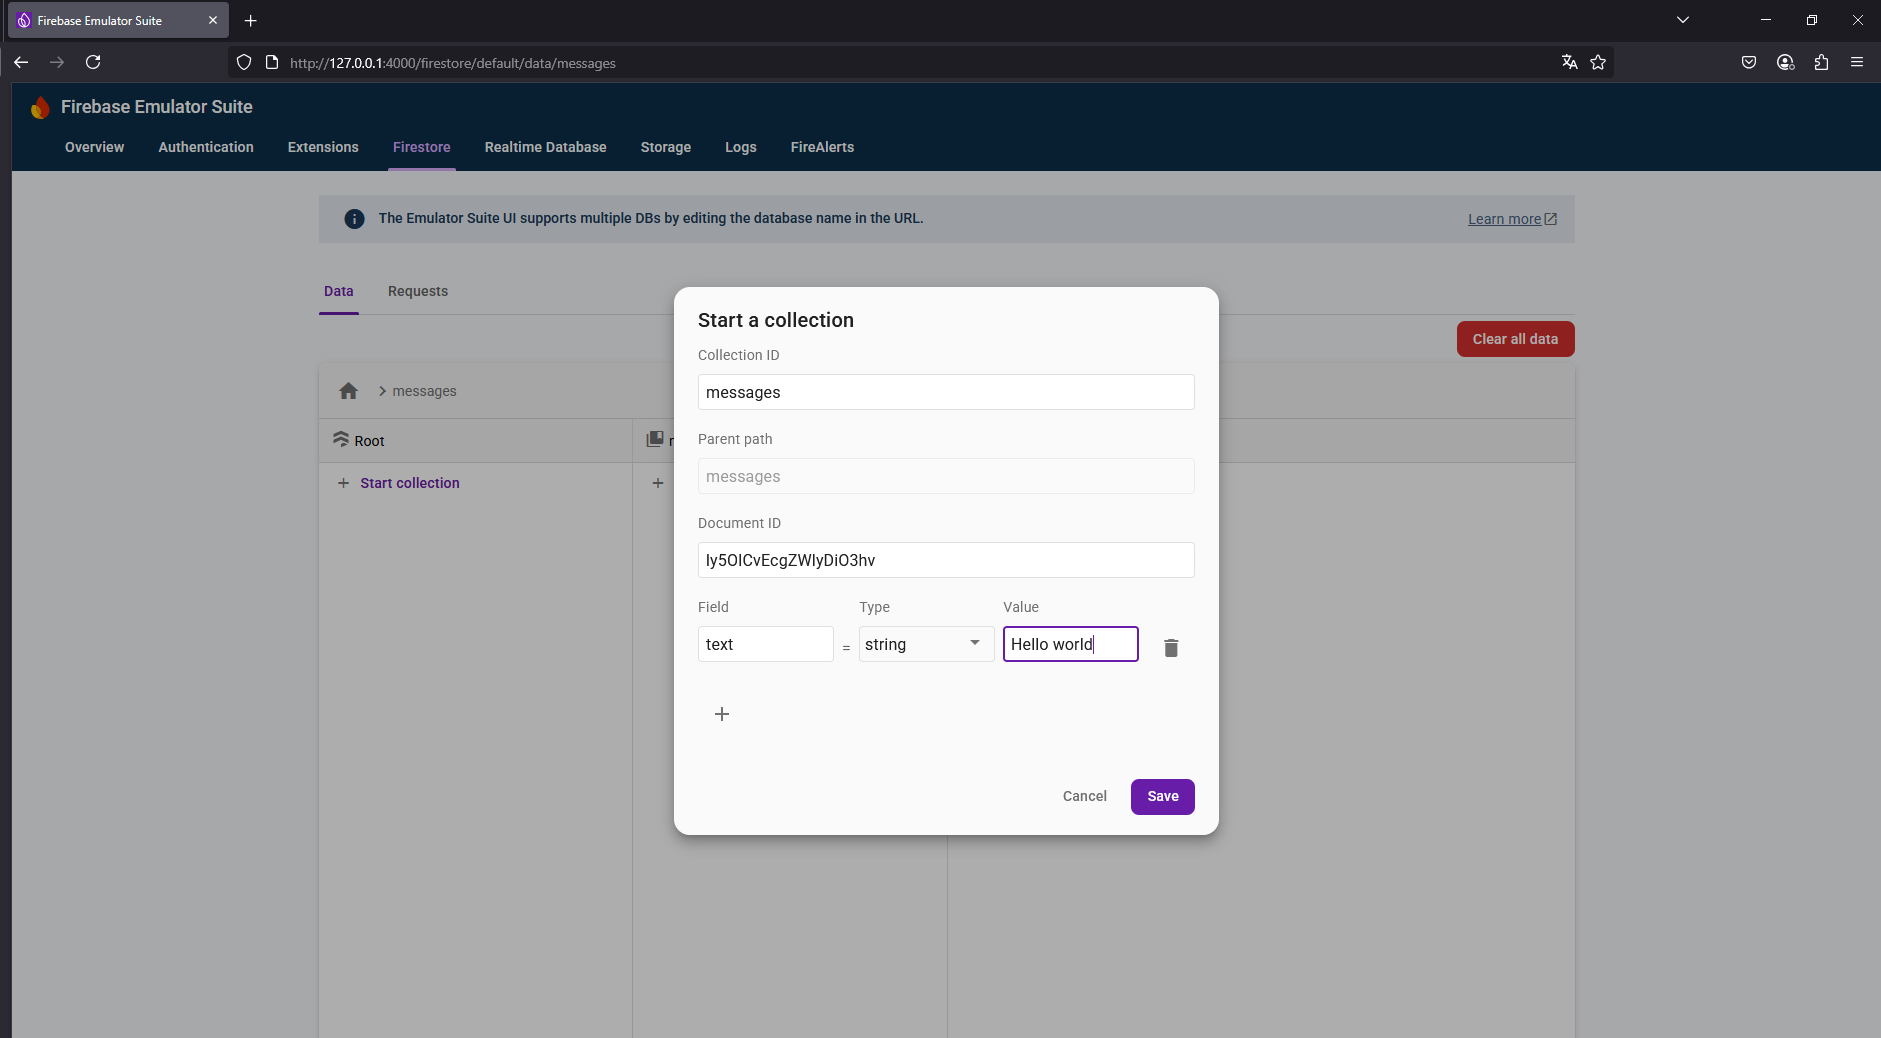 Firebase Emulator Suite
http://127.0.0.1:4000/firestore/default/data/messages
Firebase Emulator Suite
Overview Authentication Extensions Firestore Realtime Database Storage Logs FireAlerts
The Emulator Suite UI supports multiple DBs by editing the database name in the URL. Learn more
Data Requests
Clear all data
messages
Root
Start collection
Start a collection
Collection ID
messages
Parent path
messages
Document ID
Field Type Value
text = string Hello world
Cancel Save